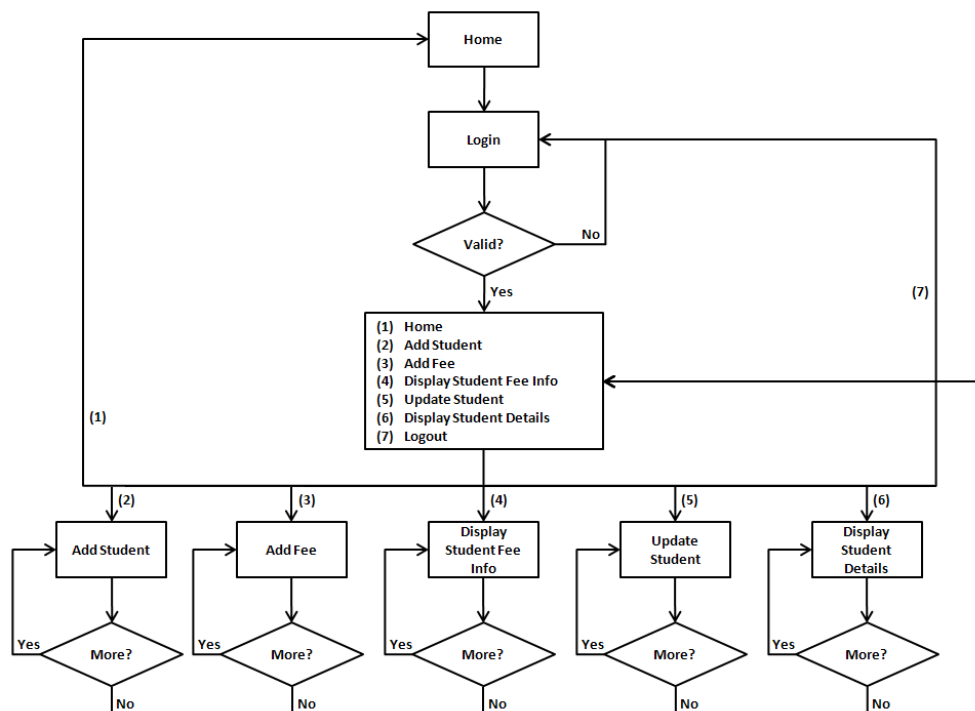 Home
Login
Valid?
No
Yes
(1) Home
(2) Add Student
(3) Add Fee
(4) Display Student Fee Info
(5) Update Student
(6) Display Student Details
(7) Logout
(7)
(1)
(2)
(3)
(4)
(5)
(6)
Add Student
Add Fee
Display
Student Fee
Info
Update
Student
Display
Student
Details
Yes
More?
Yes
More?
Yes
More?
Yes
More?
Yes
More?
No
No
No
No
No